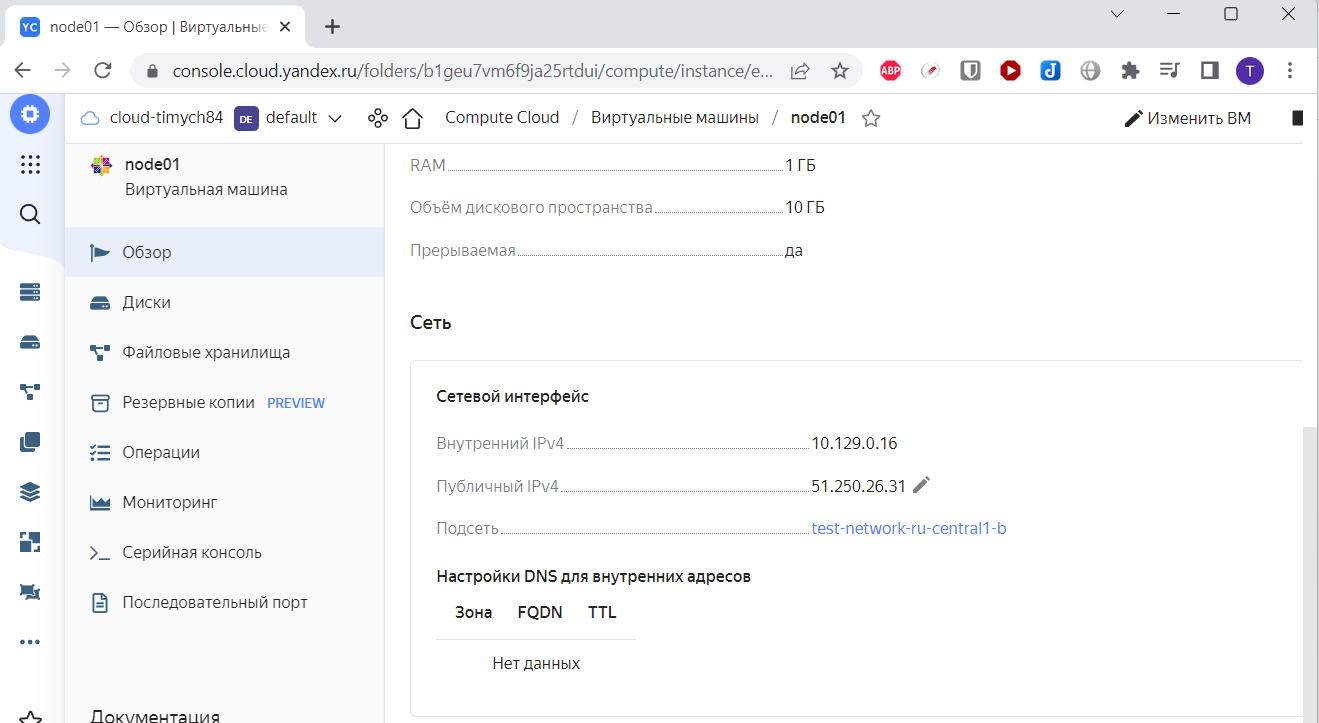 YC node01 — Обзор | Виртуальные
console.cloud.yandex.ru/folders/b1geu7vm6f9ja25rtdui/compute/instance/e... ABP T
cloud-timych84 DE default Compute Cloud / Виртуальные машины / node01 Изменить ВМ
node01
Виртуальная машина
Обзор
Диски
Файловые хранилища
Резервные копии PREVIEW
Операции
Мониторинг
Серийная консоль
Последовательный порт
Документация
RAM 1 ГБ
Объём дискового пространства 10 ГБ
Прерываемая да
Сеть
Сетевой интерфейс
Внутренний IPv4 10.129.0.16
Публичный IPv4 51.250.26.31
Подсеть test-network-ru-central1-b
Настройки DNS для внутренних адресов
Зона FQDN TTL
Нет данных